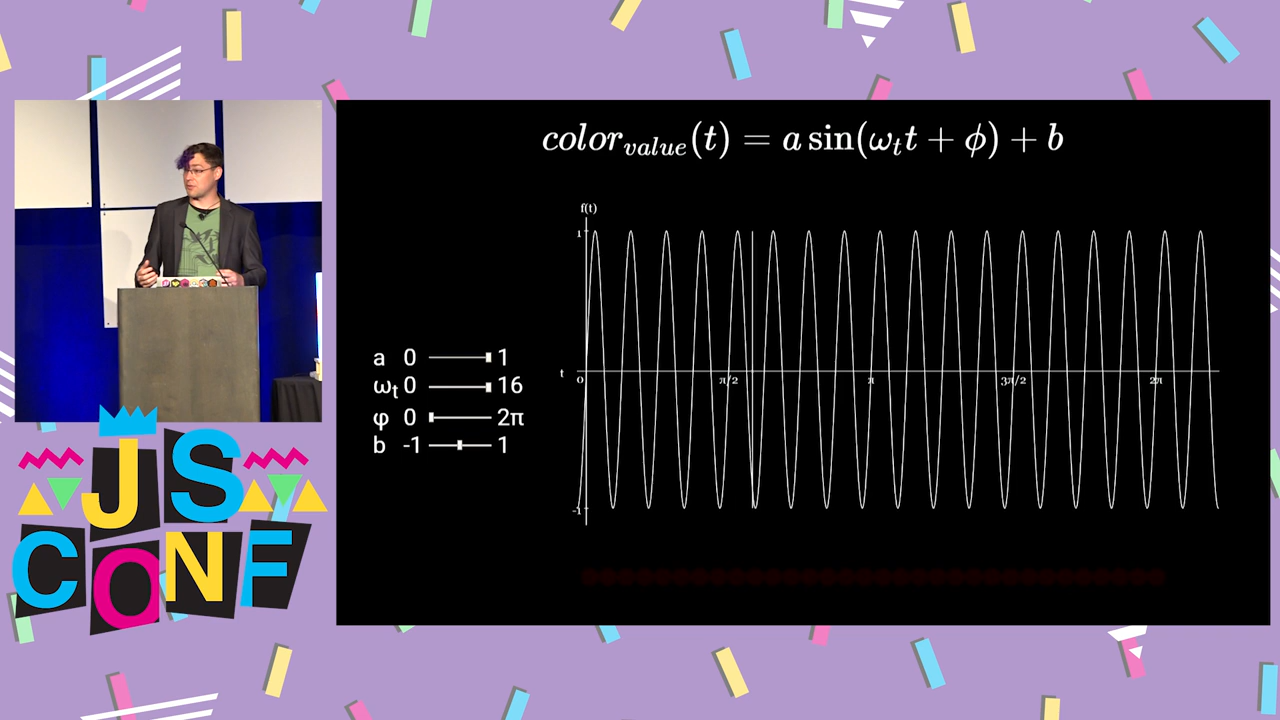 color_value(t) = a sin(ω_t t + ϕ) + b
f(t)
1
t 0 π/2 π 3π/2 2π
-1
a 0 1
ω_t 0 16
φ 0 2π
b -1 1
JS
CONF